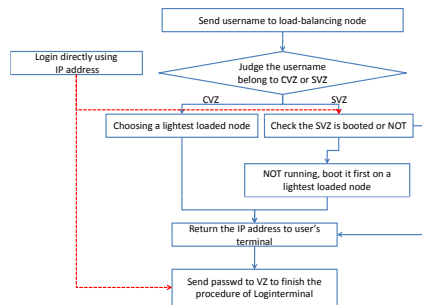 Send username to load-balancing node
Login directly using
IP address
Judge the username
belong to CVZ or SVZ
CVZ
SVZ
Choosing a lightest loaded node
Check the SVZ is booted or NOT
NOT running, boot it first on a
lightest loaded node
Return the IP address to user's
terminal
Send passwd to VZ to finish the
procedure of Loginterminal